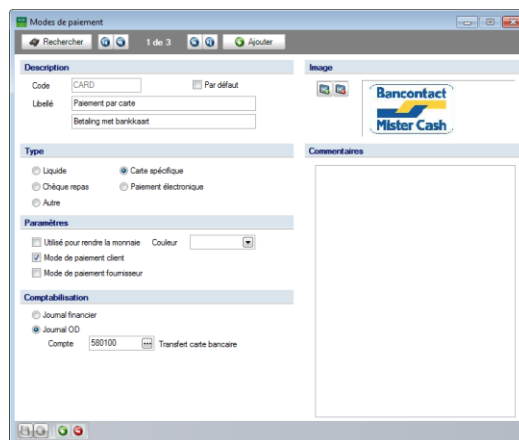 Modes de paiement
Rechercher 1 de 3 Ajouter
Description
Code CARD Par défaut
Libellé Paiement par carte
Betaling met bankkaart
Image
Bancontact
Mister Cash
Type
Liquide Carte spécifique
Chèque repas Paiement électronique
Autre
Commentaires
Paramètres
Utilisé pour rendre la monnaie Couleur
Mode de paiement client
Mode de paiement fournisseur
Comptabilisation
Journal financier
Journal OD
Compte 580100 ... Transfert carte bancaire